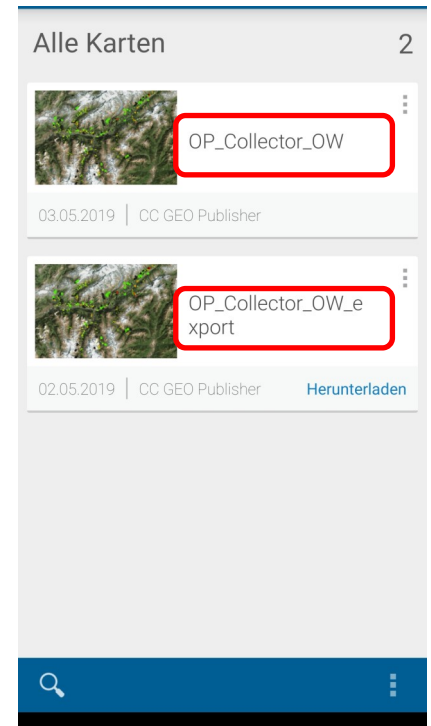 Alle Karten 2
OP_Collector_OW
03.05.2019 | CC GEO Publisher
OP_Collector_OW_e
xport
02.05.2019 | CC GEO Publisher Herunterladen